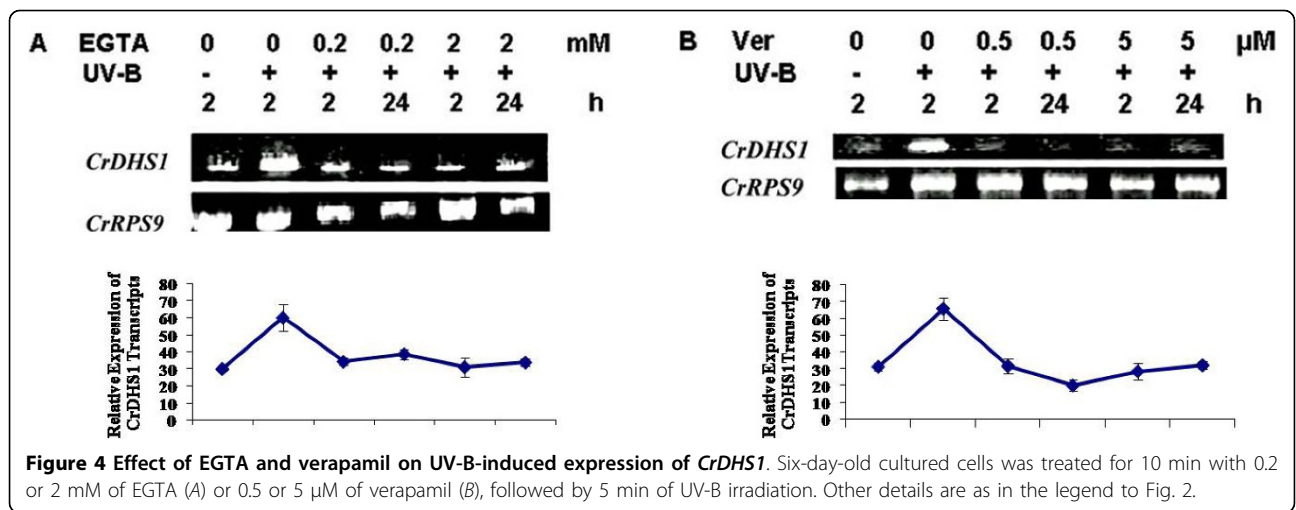 A EGTA 0 0 0.2 0.2 2 2 mM
UV-B - + + + + +
2 2 2 24 2 24 h
CrDHS1
CrRPS9
Relative Expression of
CrDHS1 Transcripts
80
70
60
50
40
30
20
10
0
B Ver 0 0 0.5 0.5 5 5 µM
UV-B - + + + + +
2 2 2 24 2 24 h
CrDHS1
CrRPS9
Relative Expression of
CrDHS1Transcripts
80
70
60
50
40
30
20
10
0
Figure 4 Effect of EGTA and verapamil on UV-B-induced expression of CrDHS1. Six-day-old cultured cells was treated for 10 min with 0.2
or 2 mM of EGTA (A) or 0.5 or 5 µM of verapamil (B), followed by 5 min of UV-B irradiation. Other details are as in the legend to Fig. 2.